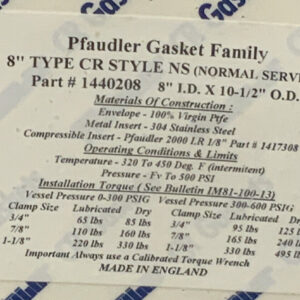 Pfaudler Gasket Family
8" TYPE CR STYLE NS (NORMAL SERVI
Part # 1440208 8" I.D. X 10-1/2" O.D.
Materials Of Construction :
Envelope - 100% Virgin Ptfe
Metal Insert - 304 Stainless Steel
Compressible Insert - Pfaudler 2000 LR 1/8" Part # 1417308
Operating Conditions & Limits
Temperature - 320 To 450 Deg. F (intermitent)
Pressure - Fv To 500 PSI
Installation Torque ( See Bulletin IM81-100-13)
Vessel Pressure 0-300 PSIG Vessel Pressure 300-600 PSIG
Clamp Size Lubricated Dry Clamp Size Lubricated Dry
3/4" 65 lbs 85 lbs 3/4" 95 lbs 125 l
7/8" 110 lbs 160 lbs 7/8" 165 lbs 240 l
1-1/8" 220 lbs 330 lbs 1-1/8" 330 lbs 495 l
Important Always use a Calibrated Torque Wrench
MADE IN ENGLAND